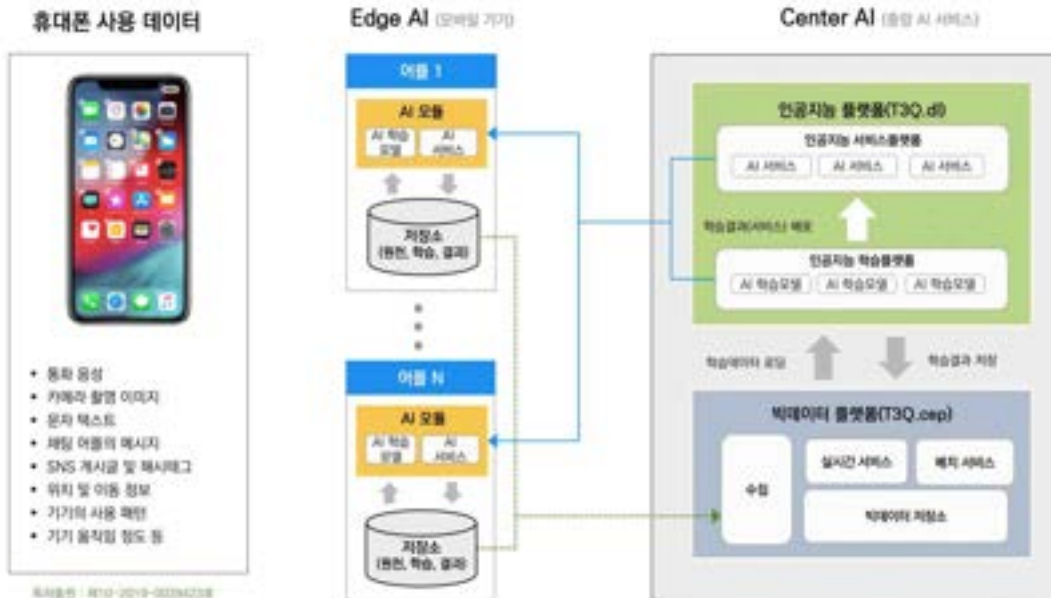 휴대폰 사용 데이터
통화 음성
카메라 촬영 이미지
문자 텍스트
채팅 어플의 메시지
SNS 게시글 및 해시태그
위치 및 이동 정보
기기의 사용 패턴
기기 움직임 정도 등
Edge AI (모바일 기기)
어플 1
AI 모듈
AI 학습
모델
AI
서비스
저장소
(원천, 학습, 결과)
어플 N
AI 모듈
AI 학습
모델
AI
서비스
저장소
(원천, 학습, 결과)
Center AI (중앙 AI 서비스)
인공지능 플랫폼(T3Q.dl)
인공지능 서비스플랫폼
AI 서비스
AI 서비스
AI 서비스
학습결과(서비스) 배포
인공지능 학습플랫폼
AI 학습모델
AI 학습모델
AI 학습모델
학습데이터 로딩
학습결과 저장
빅데이터 플랫폼(T3Q.cep)
수집
실시간 서비스
배치 서비스
빅데이터 저장소